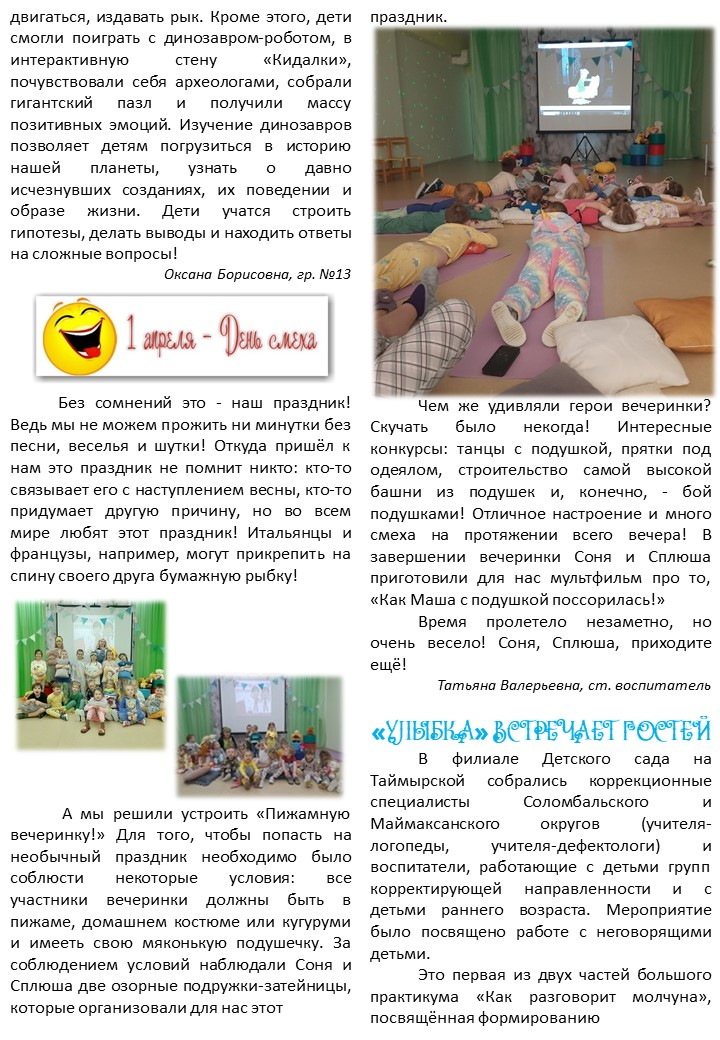 двигаться, издавать рык. Кроме этого, дети
смогли поиграть с динозавром-роботом, в
интерактивную стену «Кидалки»,
почувствовали себя археологами, собрали
гигантский пазл и получили массу
позитивных эмоций. Изучение динозавров
позволяет детям погрузиться в историю
нашей планеты, узнать о давно
исчезнувших созданиях, их поведении и
образе жизни. Дети учатся строить
гипотезы, делать выводы и находить ответы
на сложные вопросы!
Оксана Борисовна, гр. №13
1 апреля – День смеха
Без сомнений это - наш праздник!
Ведь мы не можем прожить ни минутки без
песни, веселья и шутки! Откуда пришёл к
нам это праздник не помнит никто: кто-то
связывает его с наступлением весны, кто-то
придумает другую причину, но во всем
мире любят этот праздник! Итальянцы и
французы, например, могут прикрепить на
спину своего друга бумажную рыбку!
А мы решили устроить «Пижамную
вечеринку!» Для того, чтобы попасть на
необычный праздник необходимо было
соблюсти некоторые условия: все
участники вечеринки должны быть в
пижаме, домашнем костюме или кугуруми
и имееть свою мяконькую подушечку. За
соблюдением условий наблюдали Соня и
Сплюша две озорные подружки-затейницы,
которые организовали для нас этот
праздник.
Чем же удивляли герои вечеринки?
Скучать было некогда! Интересные
конкурсы: танцы с подушкой, прятки под
одеялом, строительство самой высокой
башни из подушек и, конечно, - бой
подушками! Отличное настроение и много
смеха на протяжении всего вечера! В
завершении вечеринки Соня и Сплюша
приготовили для нас мультфильм про то,
«Как Маша с подушкой поссорилась!»
Время пролетело незаметно, но
очень весело! Соня, Сплюша, приходите
ещё!
Татьяна Валерьевна, ст. воспитатель
«УЛЫБКА» ВСТРЕЧАЕТ ГОСТЕЙ
В филиале Детского сада на
Таймырской собрались коррекционные
специалисты Соломбальского и
Маймаксанского округов (учителя-
логопеды, учителя-дефектологи) и
воспитатели, работающие с детьми групп
корректирующей направленности и с
детьми раннего возраста. Мероприятие
было посвящено работе с неговорящими
детьми.
Это первая из двух частей большого
практикума «Как разговорит молчуна»,
посвящённая формированию